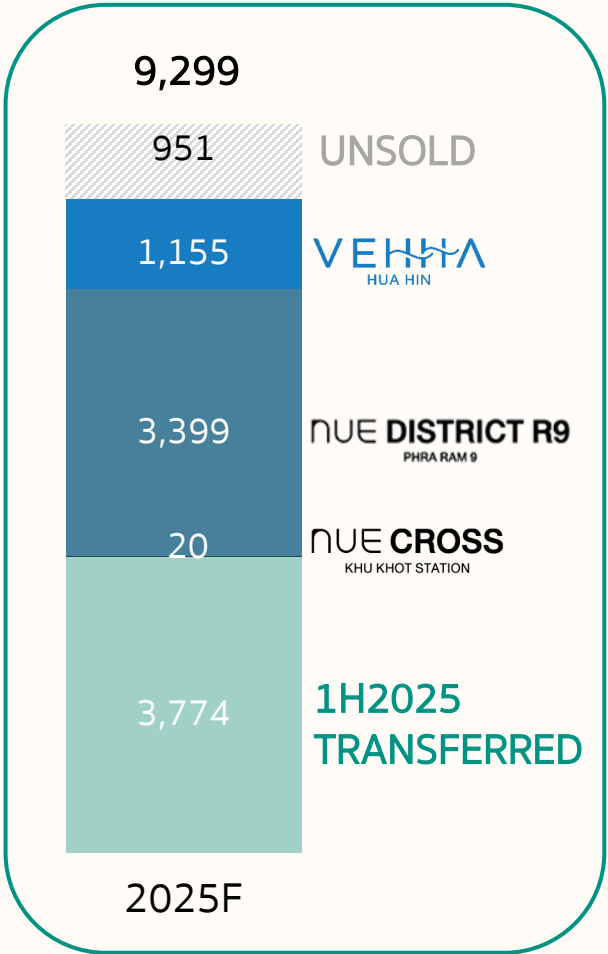 9,299
951 UNSOLD
1,155 VEHHA
HUA HIN
3,399 nUE DISTRICT R9
PHRA RAM 9
20 nUE CROSS
KHU KHOT STATION
1H2025
3,774
TRANSFERRED
2025F